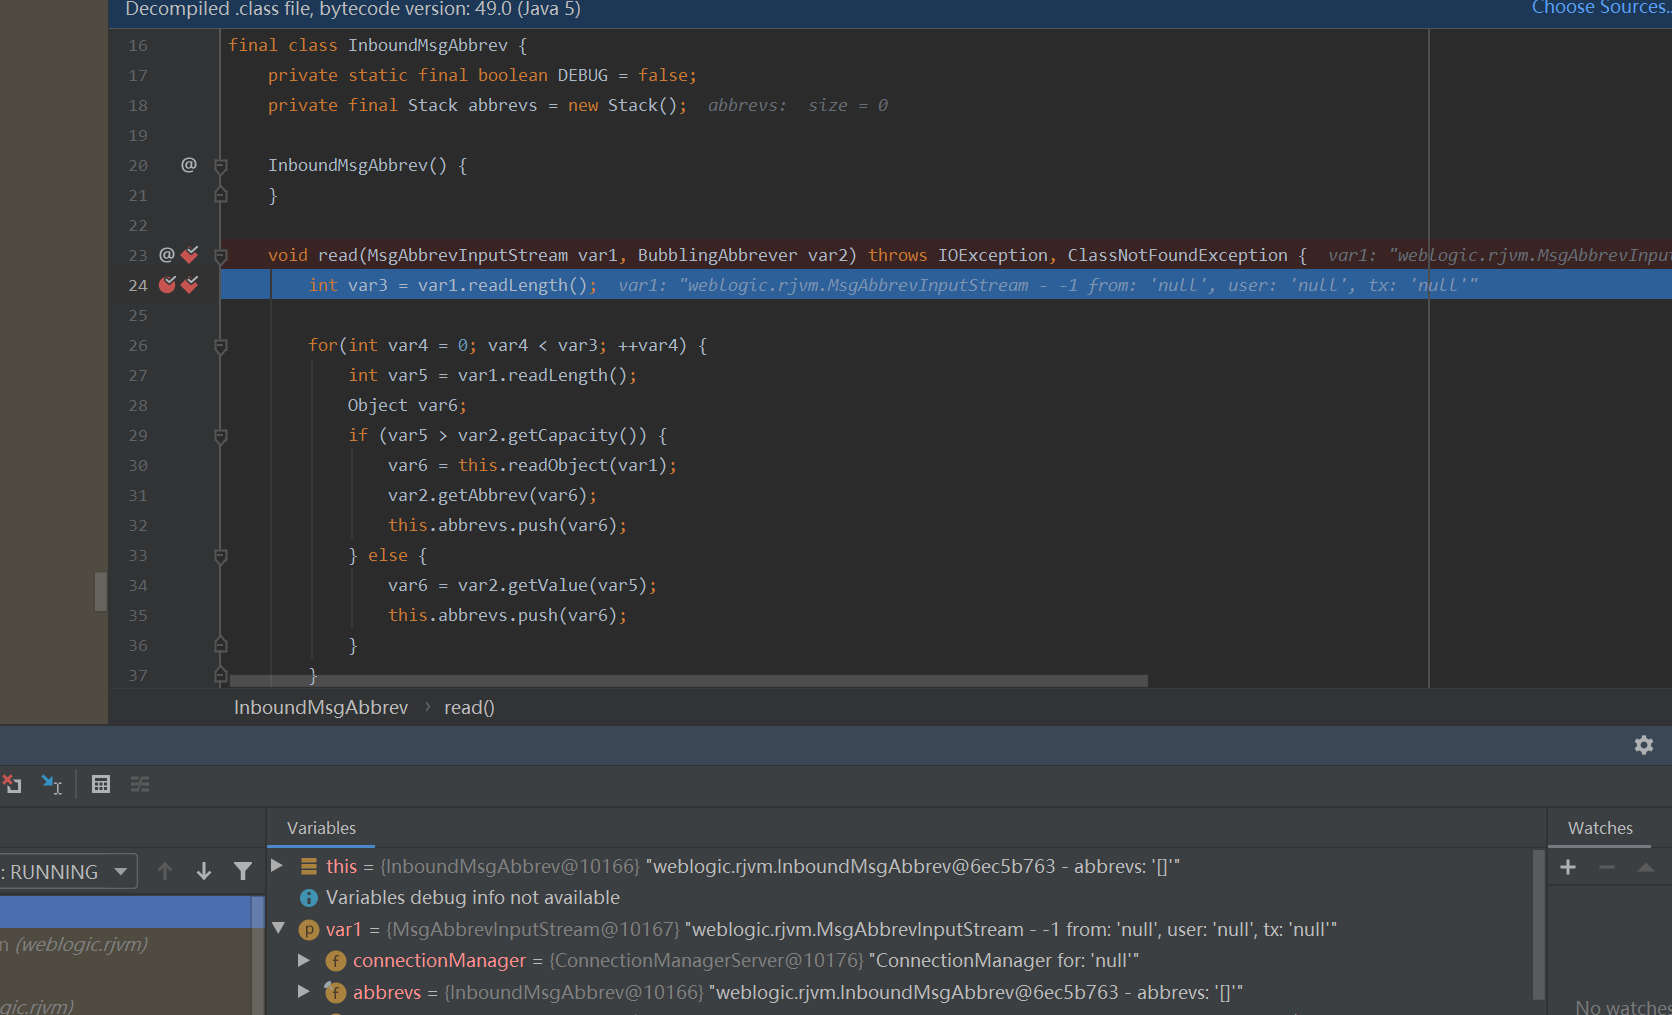 Decompiled .class file, bytecode version: 49.0 (Java 5)
Choose Sources..
16 final class InboundMsgAbbrev {
17 private static final boolean DEBUG = false;
18 private final Stack abbrevs = new Stack(); abbrevs: size = 0
19
20 @ InboundMsgAbbrev() {
21 }
22
23 @ void read(MsgAbbrevInputStream var1, BubblingAbbrever var2) throws IOException, ClassNotFoundException { var1: "weblogic.rjvm.MsgAbbrevInput
24 int var3 = var1.readLength(); var1: "weblogic.rjvm.MsgAbbrevInputStream - -1 from: 'null', user: 'null', tx: 'null'"
25
26 for(int var4 = 0; var4 < var3; ++var4) {
27 int var5 = var1.readLength();
28 Object var6;
29 if (var5 > var2.getCapacity()) {
30 var6 = this.readObject(var1);
31 var2.getAbbrev(var6);
32 this.abbrevs.push(var6);
33 } else {
34 var6 = var2.getValue(var5);
35 this.abbrevs.push(var6);
36 }
37 }
InboundMsgAbbrev › read()
Variables
Watches
: RUNNING
this = {InboundMsgAbbrev@10166} "weblogic.rjvm.InboundMsgAbbrev@6ec5b763 - abbrevs: '[]'"
Variables debug info not available
var1 = {MsgAbbrevInputStream@10167} "weblogic.rjvm.MsgAbbrevInputStream - -1 from: 'null', user: 'null', tx: 'null'"
n (weblogic.rjvm)
connectionManager = {ConnectionManagerServer@10176} "ConnectionManager for: 'null'"
abbrevs = {InboundMsgAbbrev@10166} "weblogic.rjvm.InboundMsgAbbrev@6ec5b763 - abbrevs: '[]'"
gic.rjvm)
No watches